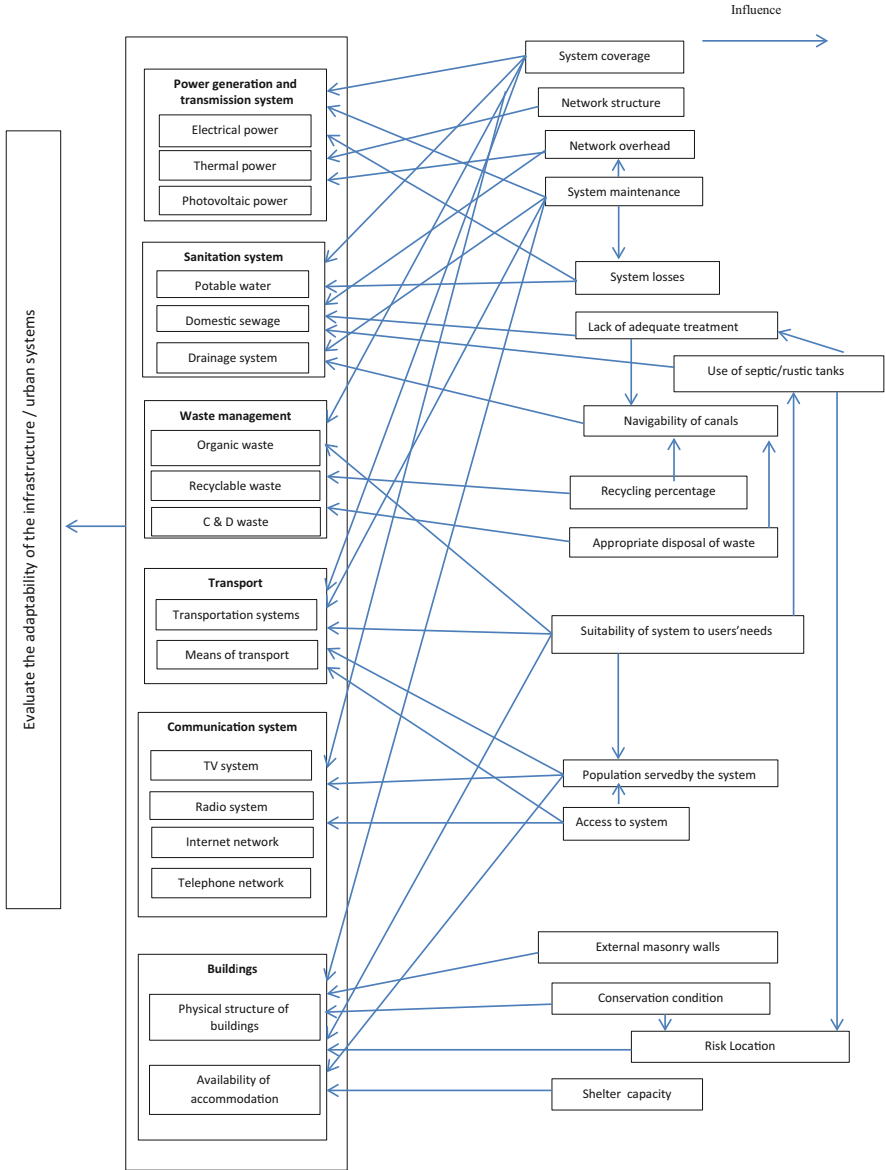 Influence
Evaluate the adaptability of the infrastructure / urban systems
Power generation and
transmission system
Electrical power
Thermal power
Photovoltaic power
Sanitation system
Potable water
Domestic sewage
Drainage system
Waste management
Organic waste
Recyclable waste
C & D waste
Transport
Transportation systems
Means of transport
Communication system
TV system
Radio system
Internet network
Telephone network
Buildings
Physical structure of
buildings
Availability of
accommodation
System coverage
Network structure
Network overhead
System maintenance
System losses
Lack of adequate treatment
Use of septic/rustic tanks
Navigability of canals
Recycling percentage
Appropriate disposal of waste
Suitability of system to users'needs
Population servedby the system
Access to system
External masonry walls
Conservation condition
Risk Location
Shelter capacity